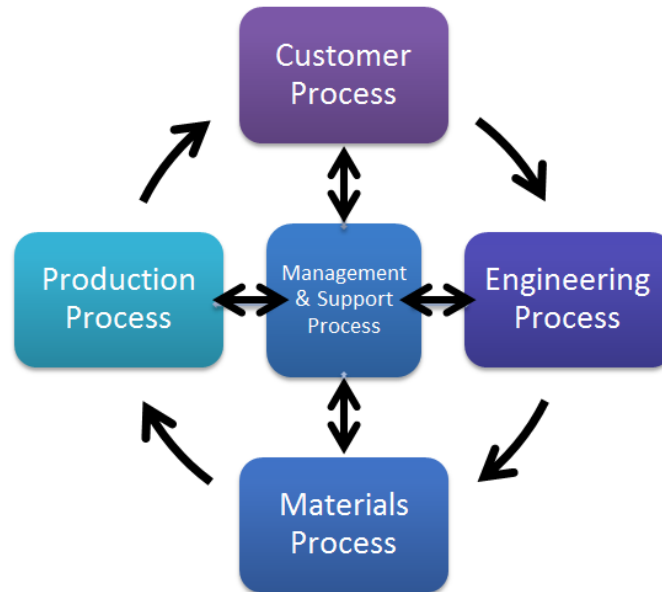 Customer
Process
Production
Process
Management
& Support
Process
Engineering
Process
Materials
Process